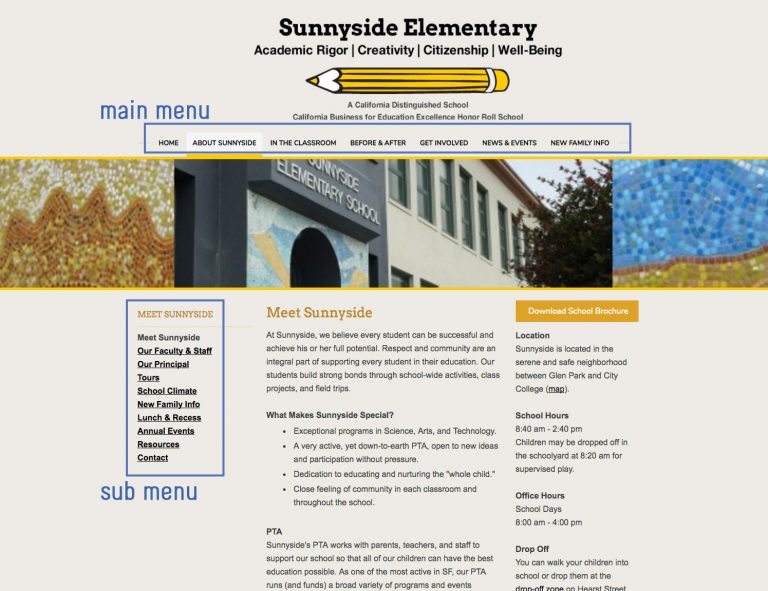 Sunnyside Elementary
Academic Rigor | Creativity | Citizenship | Well-Being
A California Distinguished School
California Business for Education Excellence Honor Roll School
main menu
HOME ABOUT SUNNYSIDE IN THE CLASSROOM BEFORE & AFTER GET INVOLVED NEWS & EVENTS NEW FAMILY INFO
SUNNYSIDE
ELEMENTARY SCHOOL
MEET SUNNYSIDE
Meet Sunnyside
Our Faculty & Staff
Our Principal
Tours
School Climate
New Family Info
Lunch & Recess
Annual Events
Resources
Contact
sub menu
Meet Sunnyside
At Sunnyside, we believe every student can be successful and
achieve his or her full potential. Respect and community are an
integral part of supporting every student in their education. Our
students build strong bonds through school-wide activities, class
projects, and field trips.
What Makes Sunnyside Special?
• Exceptional programs in Science, Arts, and Technology.
• A very active, yet down-to-earth PTA, open to new ideas
and participation without pressure.
• Dedication to educating and nurturing the "whole child."
• Close feeling of community in each classroom and
throughout the school.
PTA
Sunnyside's PTA works with parents, teachers, and staff to
support our school so that all of our children can have the best
education possible. As one of the most active in SF, our PTA
runs (and funds) a broad variety of programs and events
Download School Brochure
Location
Sunnyside is located in the
serene and safe neighborhood
between Glen Park and City
College (map).
School Hours
8:40 am - 2:40 pm
Children may be dropped off in
the schoolyard at 8:20 am for
supervised play.
Office Hours
School Days
8:00 am - 4:00 pm
Drop Off
You can walk your children into
school or drop them at the
drop-off zone on Hearst Street